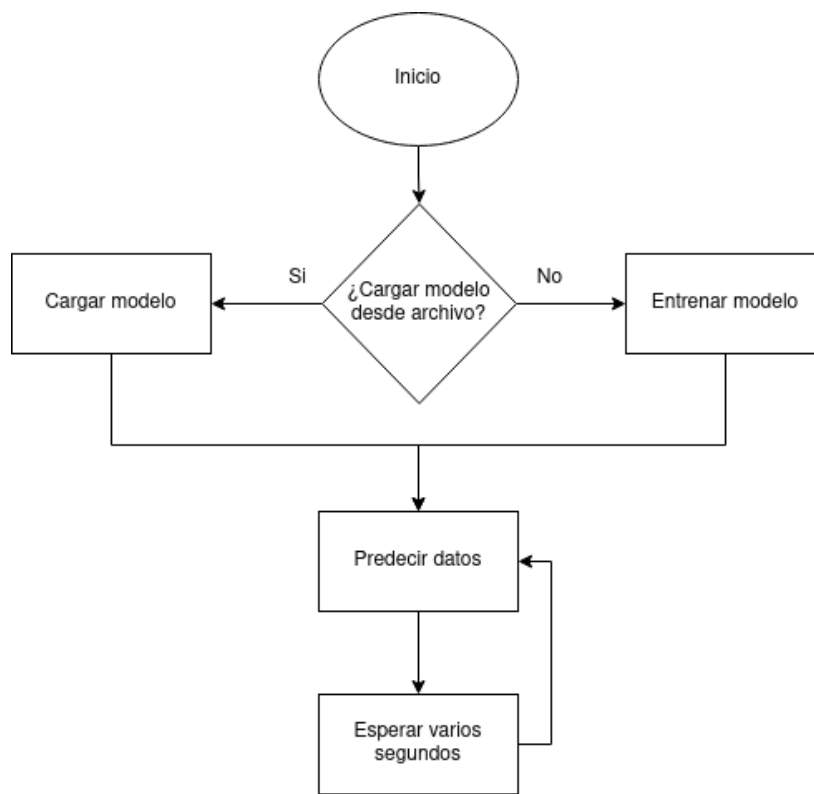 Inicio
Si
¿Cargar modelo
desde archivo?
No
Cargar modelo
Entrenar modelo
Predecir datos
Esperar varios
segundos